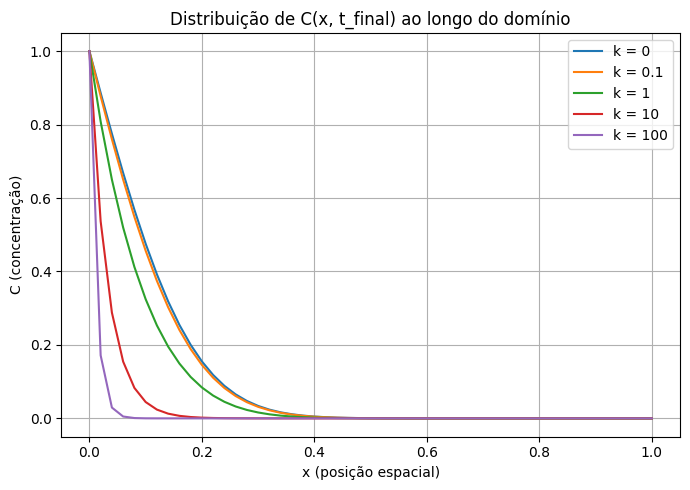 Distribuição de C(x, t_final) ao longo do domínio
k = 0
k = 0.1
k = 1
k = 10
k = 100
C (concentração)
1.0
0.8
0.6
0.4
0.2
0.0
0.0 0.2 0.4 0.6 0.8 1.0
x (posição espacial)